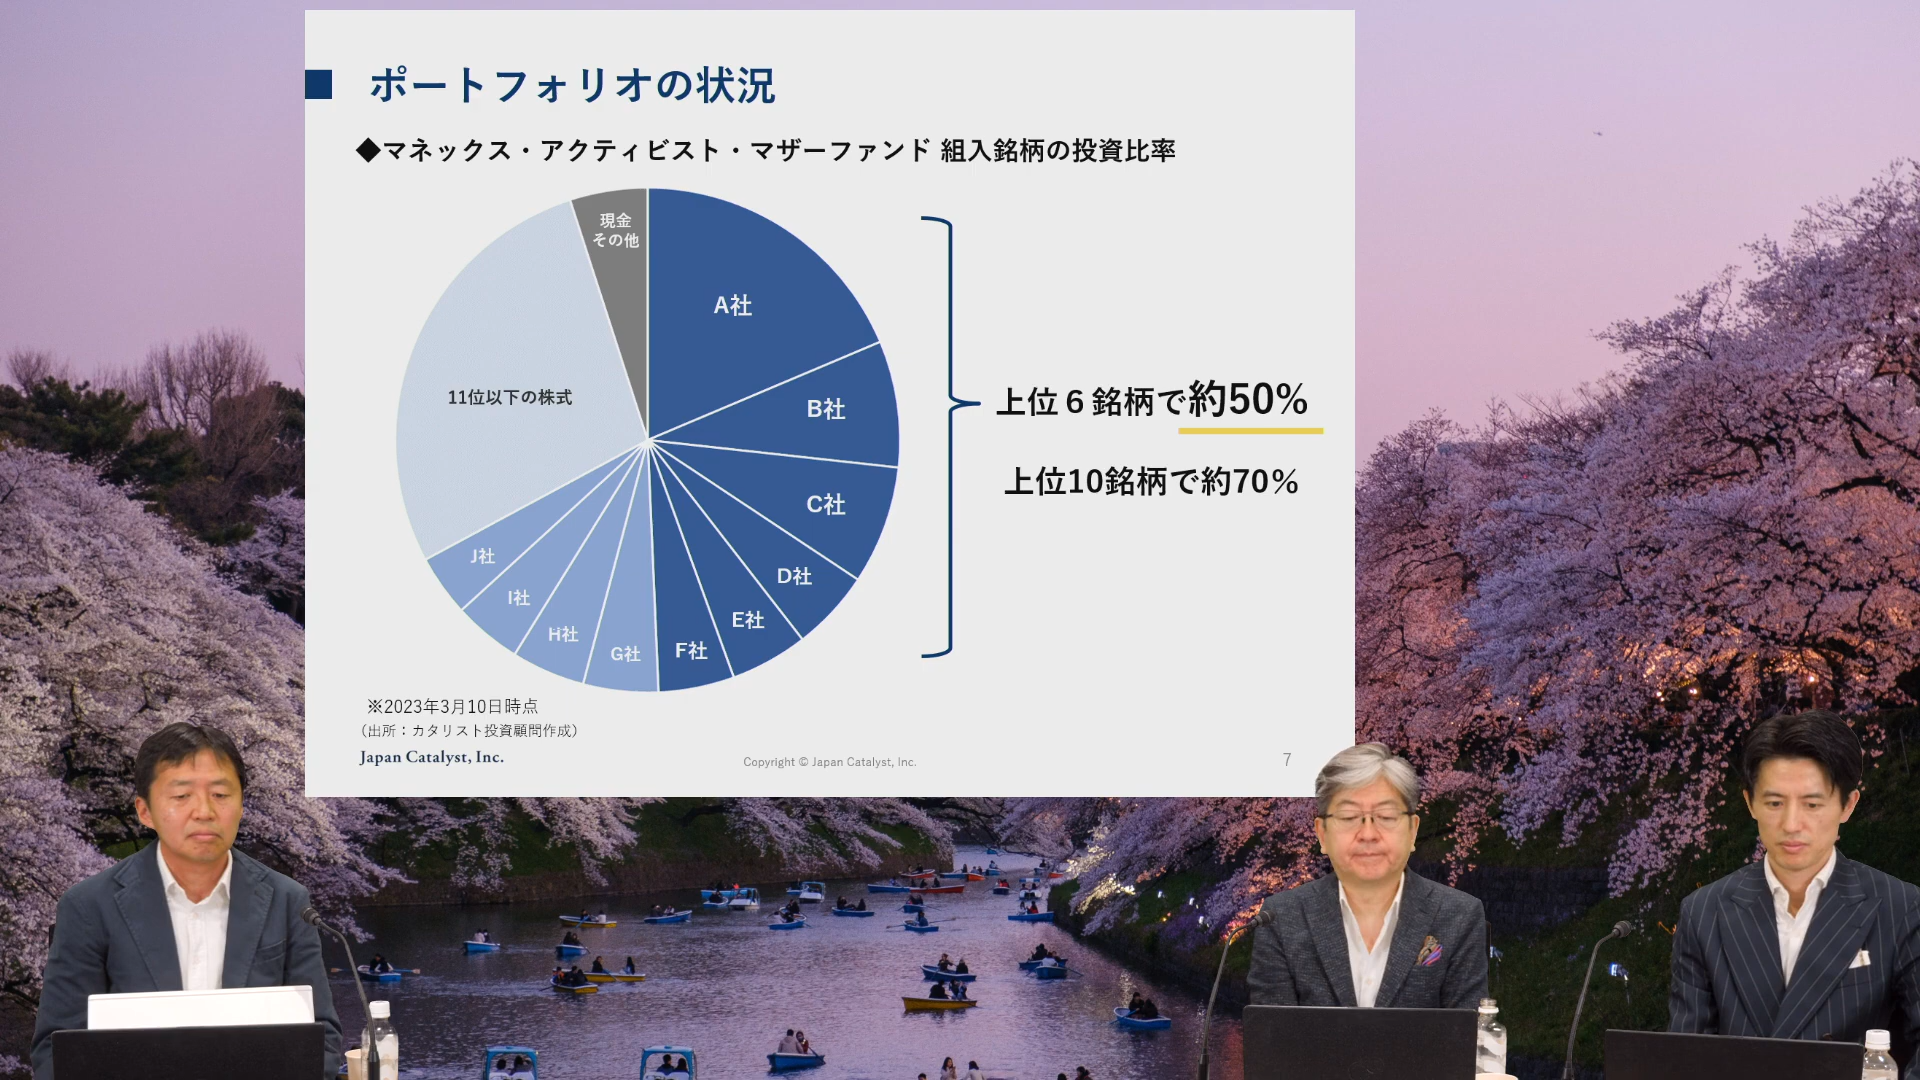 ポートフォリオの状況
◆マネックス・アクティビスト・マザーファンド 組入銘柄の投資比率
現金
その他
A社
B社
C社
D社
E社
F社
G社
H社
I社
J社
11位以下の株式
上位６銘柄で約50%
上位10銘柄で約70%
※2023年3月10日時点
（出所：カタリスト投資顧問作成）
Japan Catalyst, Inc.
Copyright © Japan Catalyst, Inc.
7